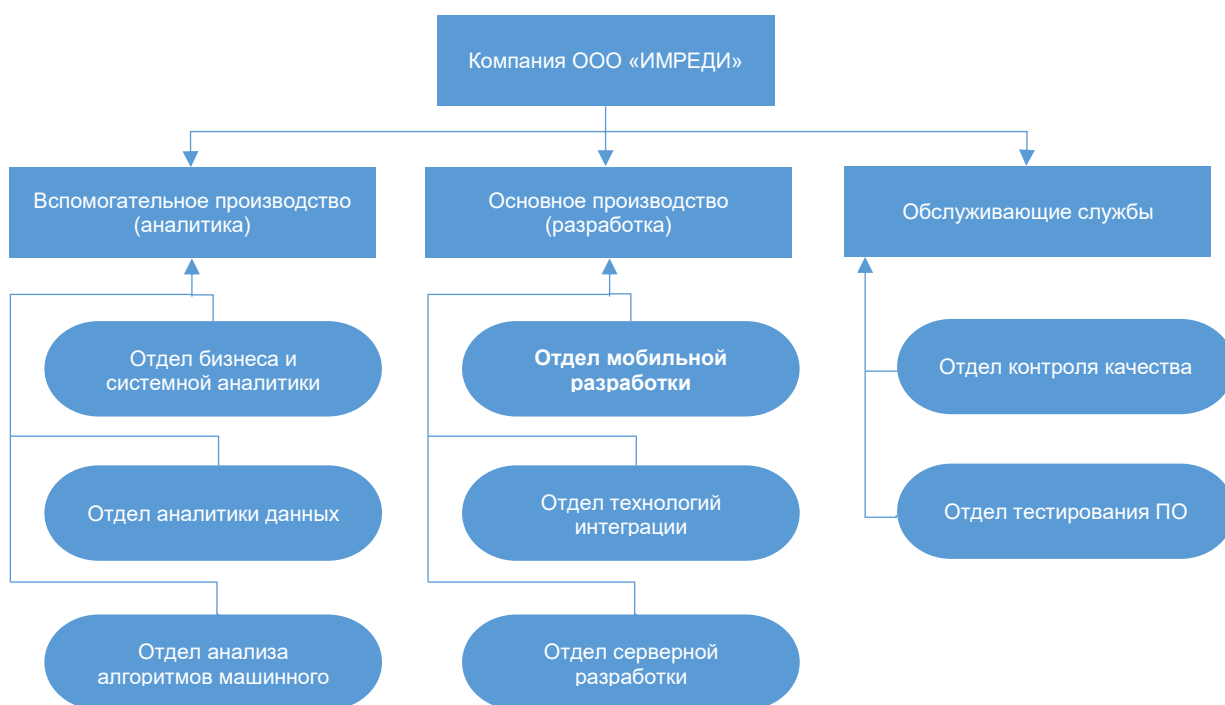 Компания ООО «ИМРЕДИ»
Вспомогательное производство
(аналитика)
Основное производство
(разработка)
Обслуживающие службы
Отдел бизнеса и
системной аналитики
Отдел мобильной
разработки
Отдел контроля качества
Отдел аналитики данных
Отдел технологий
интеграции
Отдел тестирования ПО
Отдел анализа
алгоритмов машинного
Отдел серверной
разработки